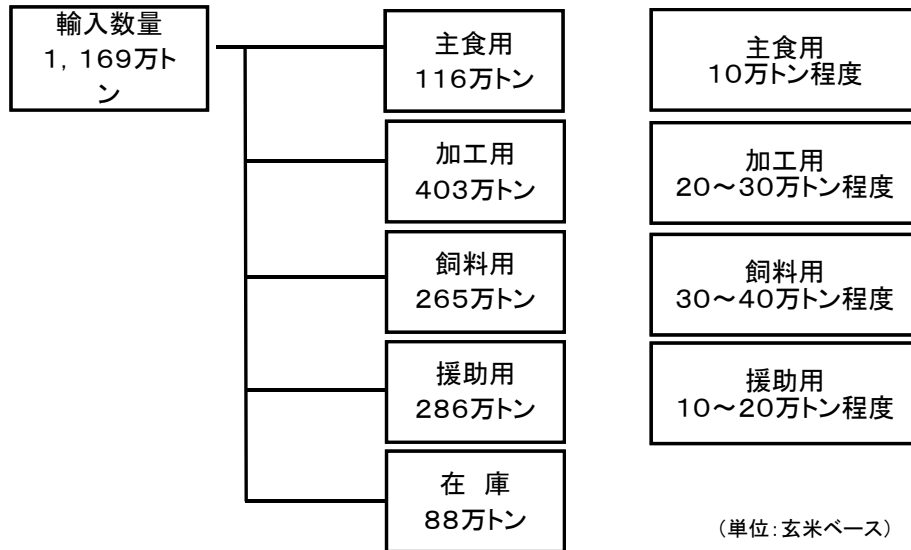 輸入数量
１，１６９万ト
ン
主食用
１１６万トン
加工用
４０３万トン
飼料用
２６５万トン
援助用
２８６万トン
在　庫
８８万トン
主食用
１０万トン程度
加工用
２０～３０万トン程度
飼料用
３０～４０万トン程度
援助用
１０～２０万トン程度
（単位：玄米ベース）